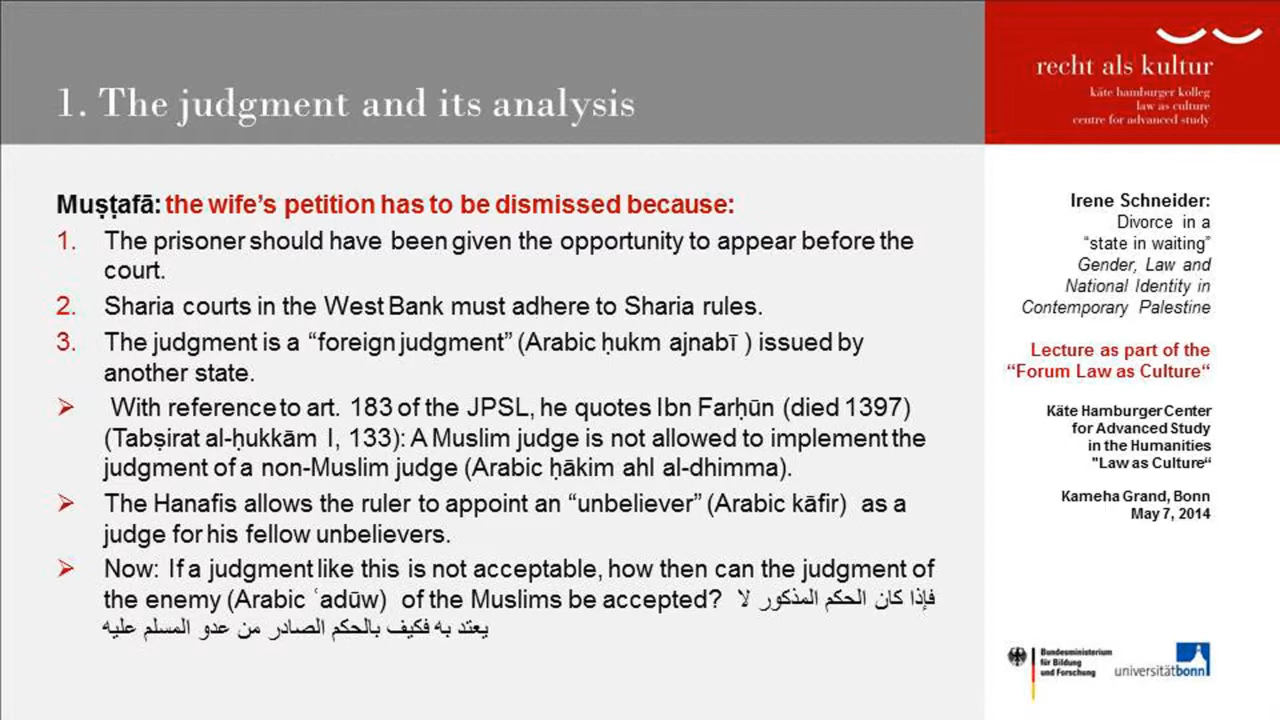 1. The judgment and its analysis
Muṣṭafā: the wife’s petition has to be dismissed because:
1. The prisoner should have been given the opportunity to appear before the
court.
2. Sharia courts in the West Bank must adhere to Sharia rules.
3. The judgment is a “foreign judgment” (Arabic ḥukm ajnabī ) issued by
another state.
➢ With reference to art. 183 of the JPSL, he quotes Ibn Farḥūn (died 1397)
(Tabṣirat al-ḥukkām I, 133): A Muslim judge is not allowed to implement the
judgment of a non-Muslim judge (Arabic ḥākim ahl al-dhimma).
➢ The Hanafis allows the ruler to appoint an “unbeliever” (Arabic kāfir) as a
judge for his fellow unbelievers.
➢ Now: If a judgment like this is not acceptable, how then can the judgment of
the enemy (Arabic ʿadūw) of the Muslims be accepted? فإذا كان الحكم المذكور لا
يعتد به فكيف بالحكم الصادر من عدو المسلم عليه
recht als kultur
käte hamburger kolleg
law as culture
centre for advanced study
Irene Schneider:
Divorce in a
“state in waiting”
Gender, Law and
National Identity in
Contemporary Palestine
Lecture as part of the
“Forum Law as Culture“
Käte Hamburger Center
for Advanced Study
in the Humanities
"Law as Culture“
Kameha Grand, Bonn
May 7, 2014
Bundesministerium
für Bildung
und Forschung
universitätbonn